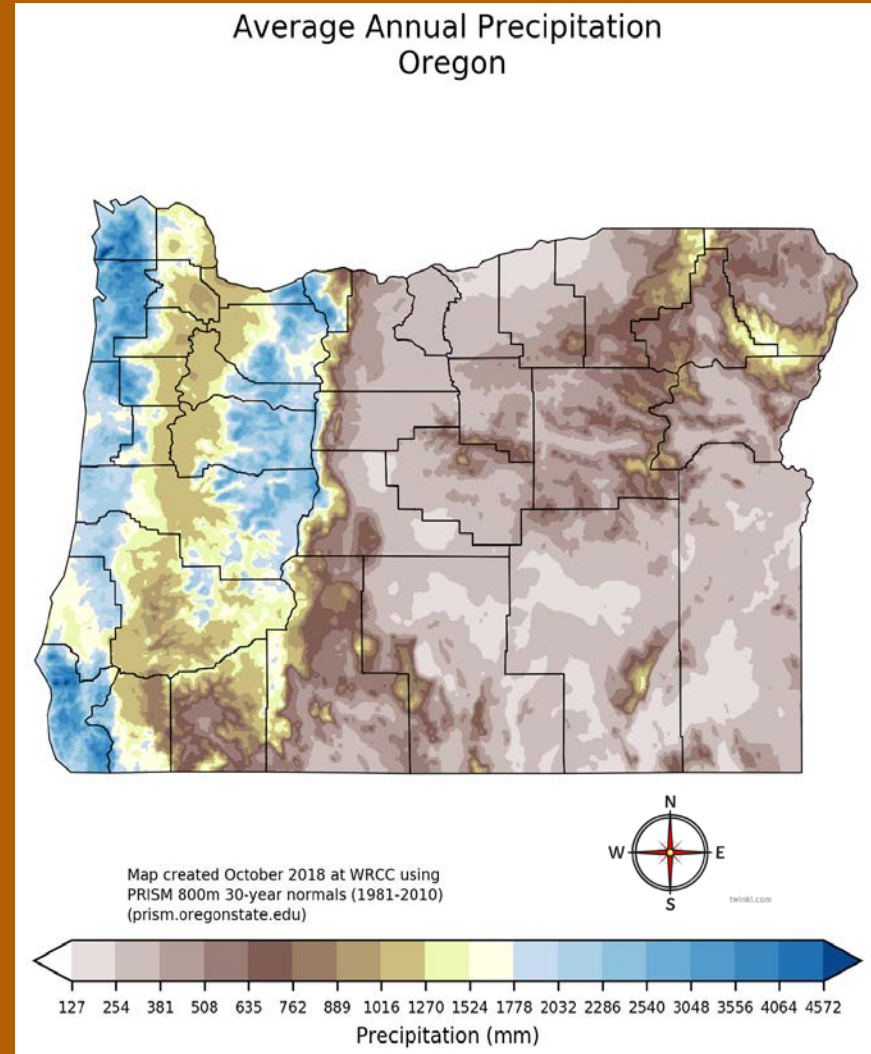 Average Annual Precipitation
Oregon
N
W E
S
twinkl.com
Map created October 2018 at WRCC using
PRISM 800m 30-year normals (1981-2010)
(prism.oregonstate.edu)
127 254 381 508 635 762 889 1016 1270 1524 1778 2032 2286 2540 3048 3556 4064 4572
Precipitation (mm)